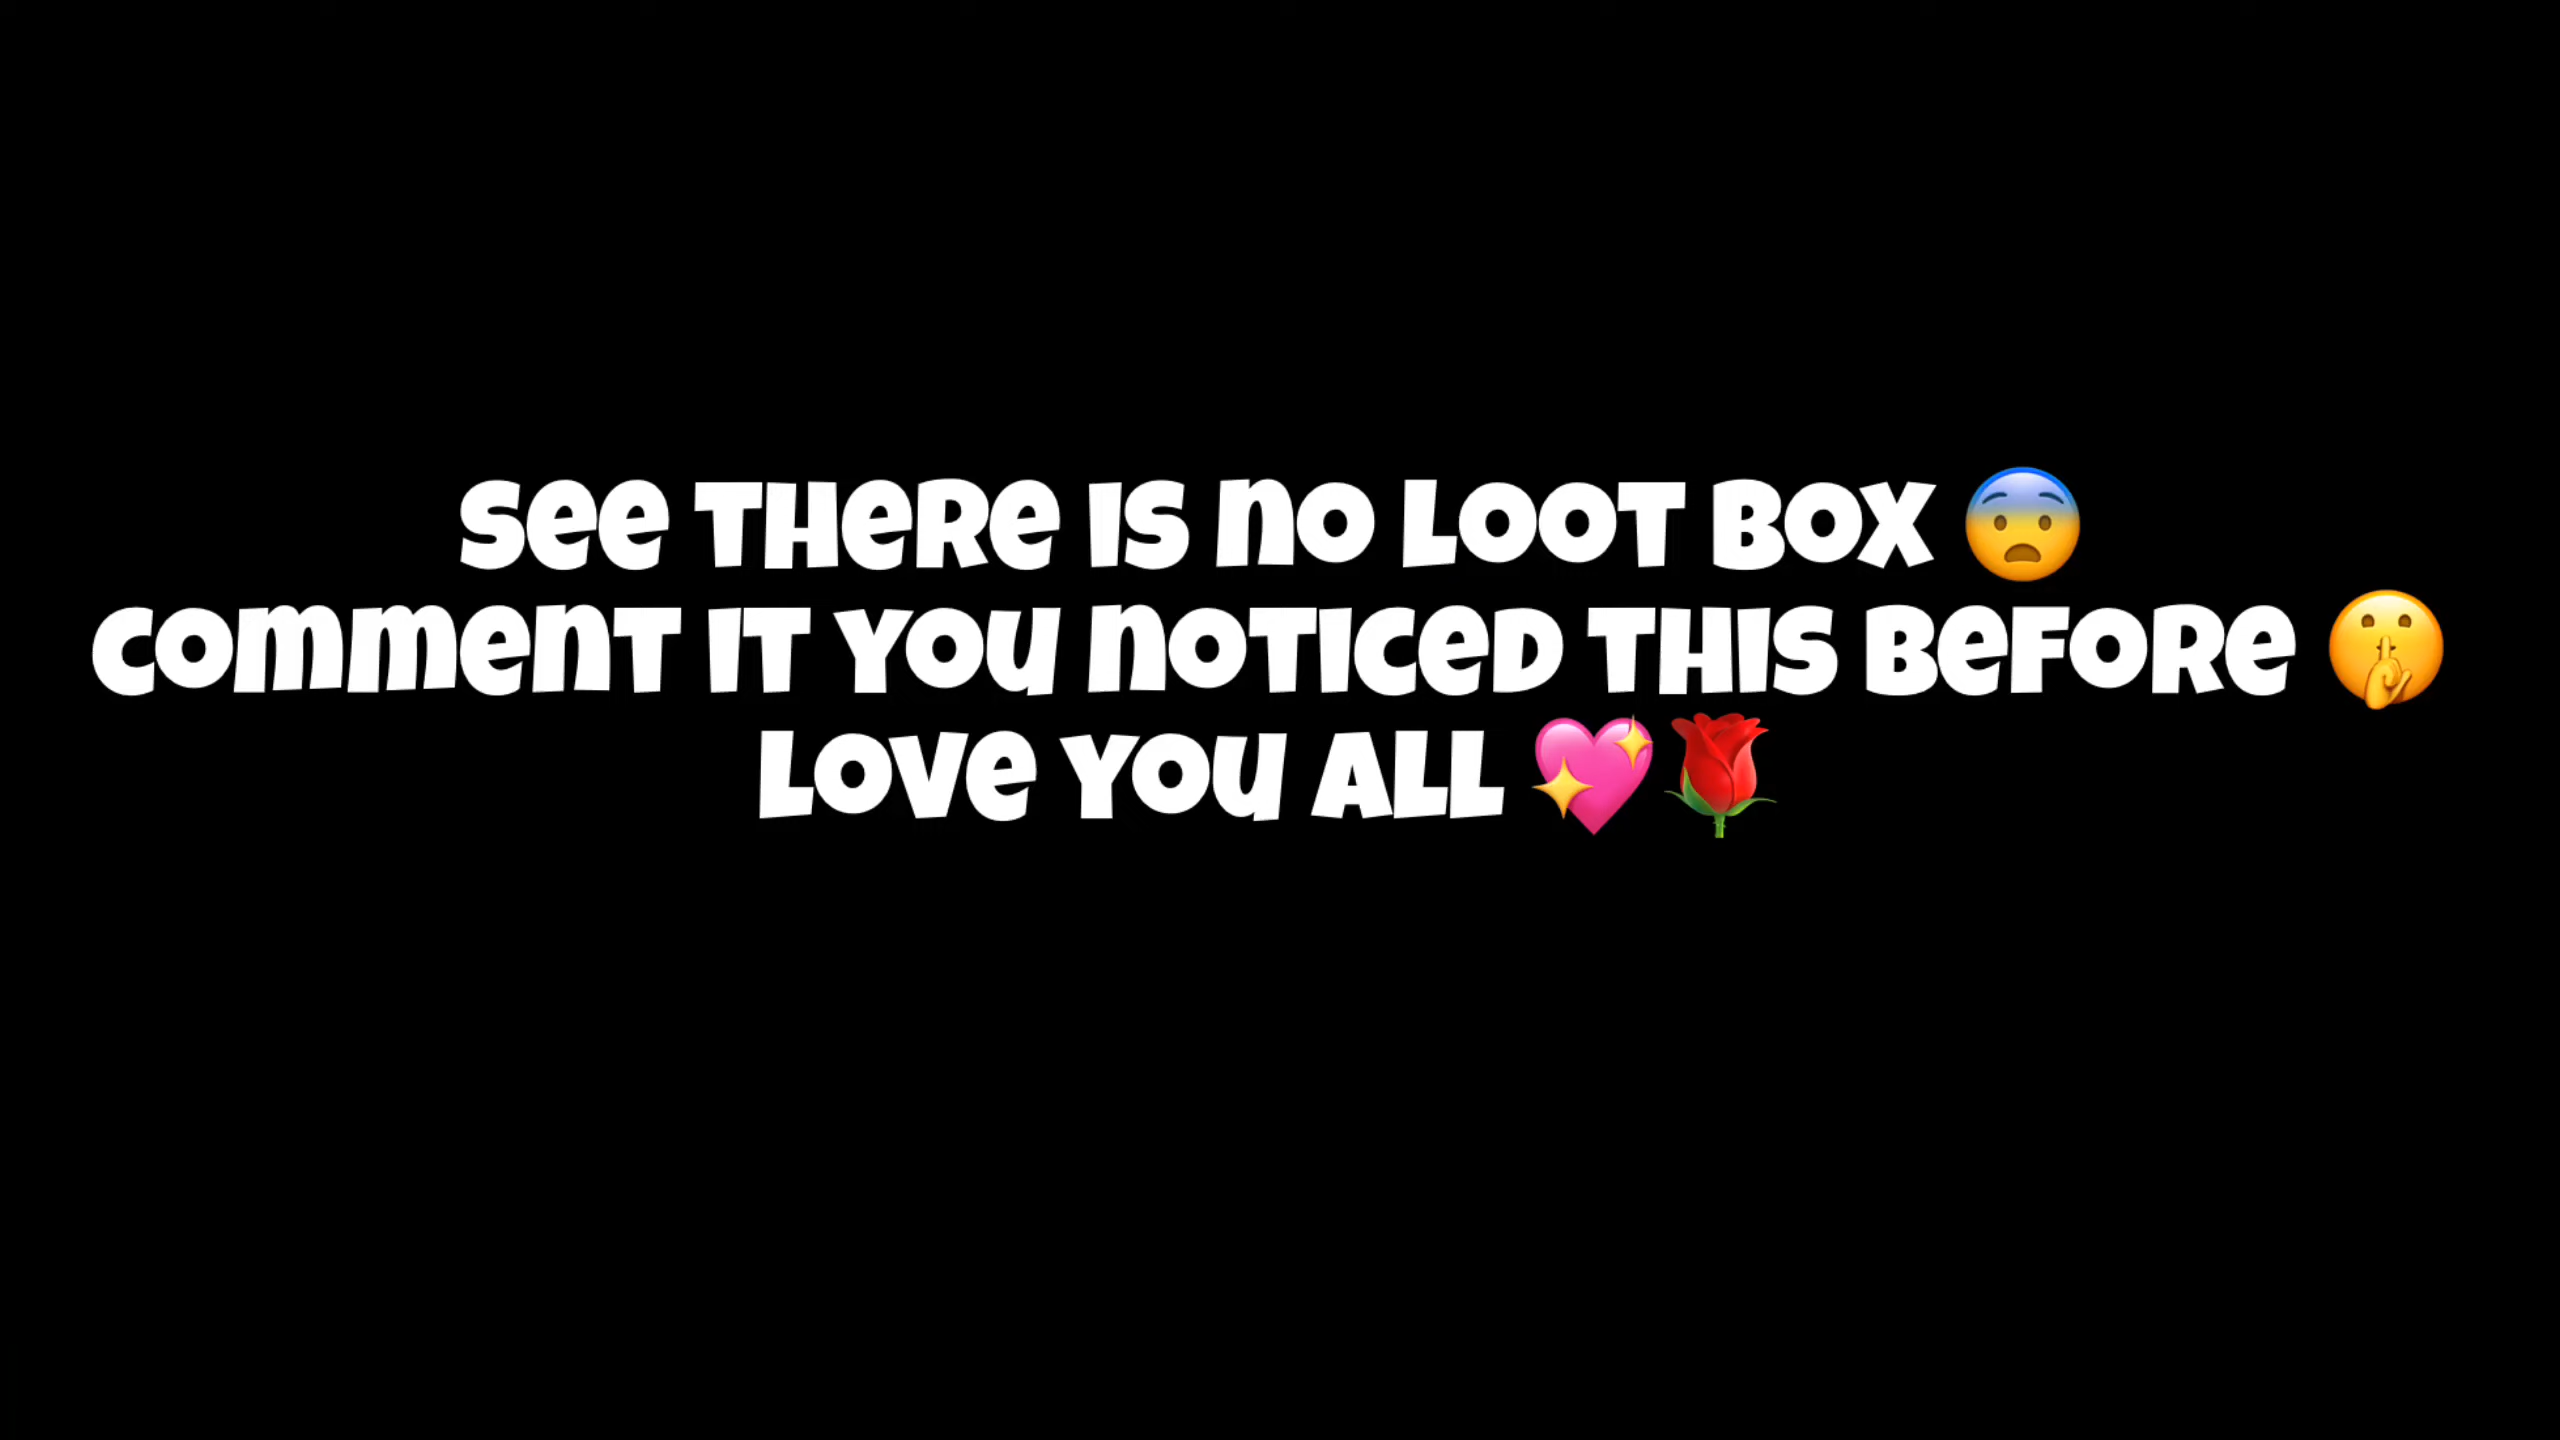 See there is no loot box 😨
Comment it you noticed this before 🤫
Love you all 💖🌹